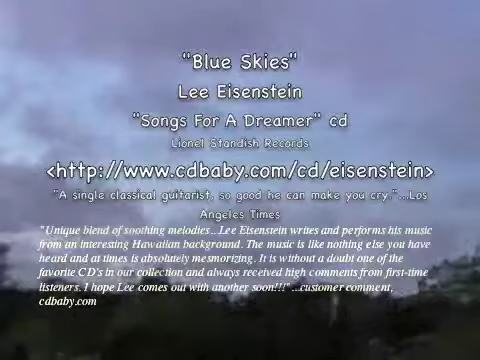 "Blue Skies"
Lee Eisenstein
"Songs For A Dreamer" cd
Lionel Standish Records
<http://www.cdbaby.com/cd/eisenstein>
"A single classical guitarist, so good he can make you cry."...Los
Angeles Times
"Unique blend of soothing melodies...Lee Eisenstein writes and performs his music
from an interesting Hawaiian background. The music is like nothing else you have
heard and at times is absolutely mesmorizing. It is without a doubt one of the
favorite CD's in our collection and always received high comments from first-time
listeners. I hope Lee comes out with another soon!!!"...customer comment,
cdbaby.com